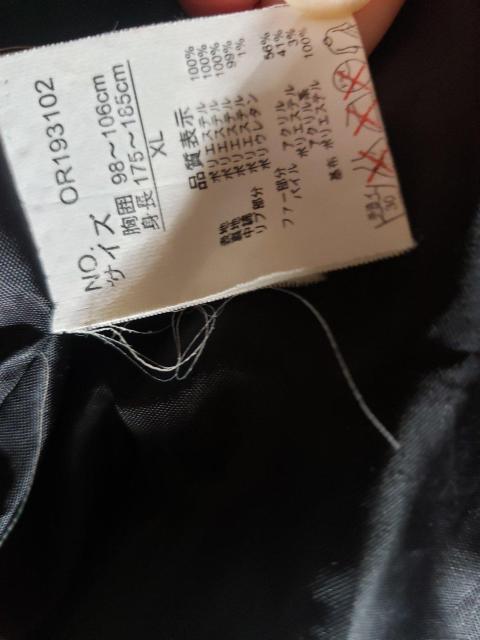 NO. OR193102
サイズ
胸囲 98～106cm
身長 175～185cm
XL
品質表示
表地 ポリエステル 100%
裏地 ポリエステル 100%
中綿 ポリエステル 100%
リブ部分 ポリエステル 99%
ポリウレタン 1%
ファー部分
パイル アクリル 56%
ポリエステル 41%
アクリル系 3%
基布 ポリエステル 100%
30